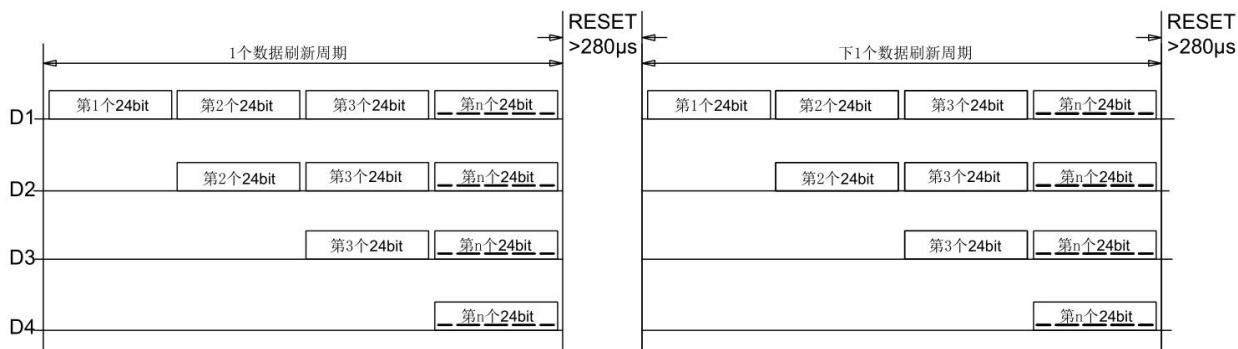 RESET
>280μs
RESET
>280μs
1个数据刷新周期
下1个数据刷新周期
D1 第1个24bit 第2个24bit 第3个24bit 第n个24bit 第1个24bit 第2个24bit 第3个24bit 第n个24bit
D2 第2个24bit 第3个24bit 第n个24bit 第2个24bit 第3个24bit 第n个24bit
D3 第3个24bit 第n个24bit 第3个24bit 第n个24bit
D4 第n个24bit 第n个24bit